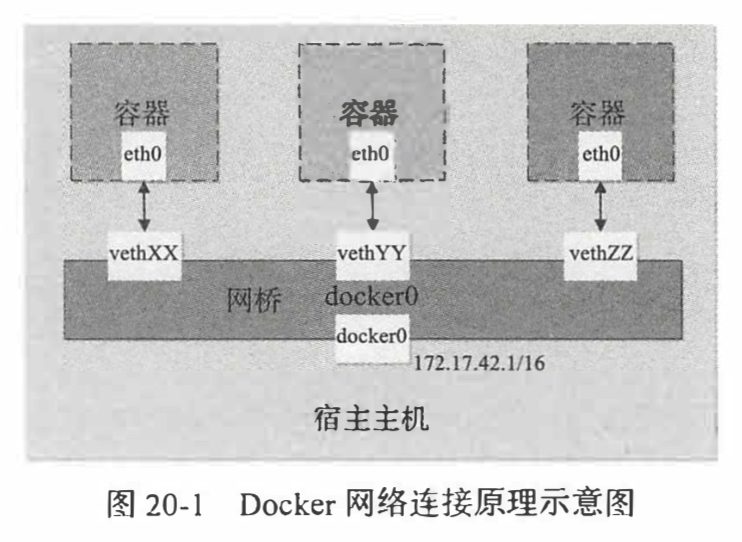 容器 容器 容器
eth0 eth0 eth0
vethXX vethYY vethZZ
网桥 docker0
docker0
172.17.42.1/16
宿主主机
图 20-1 Docker 网络连接原理示意图